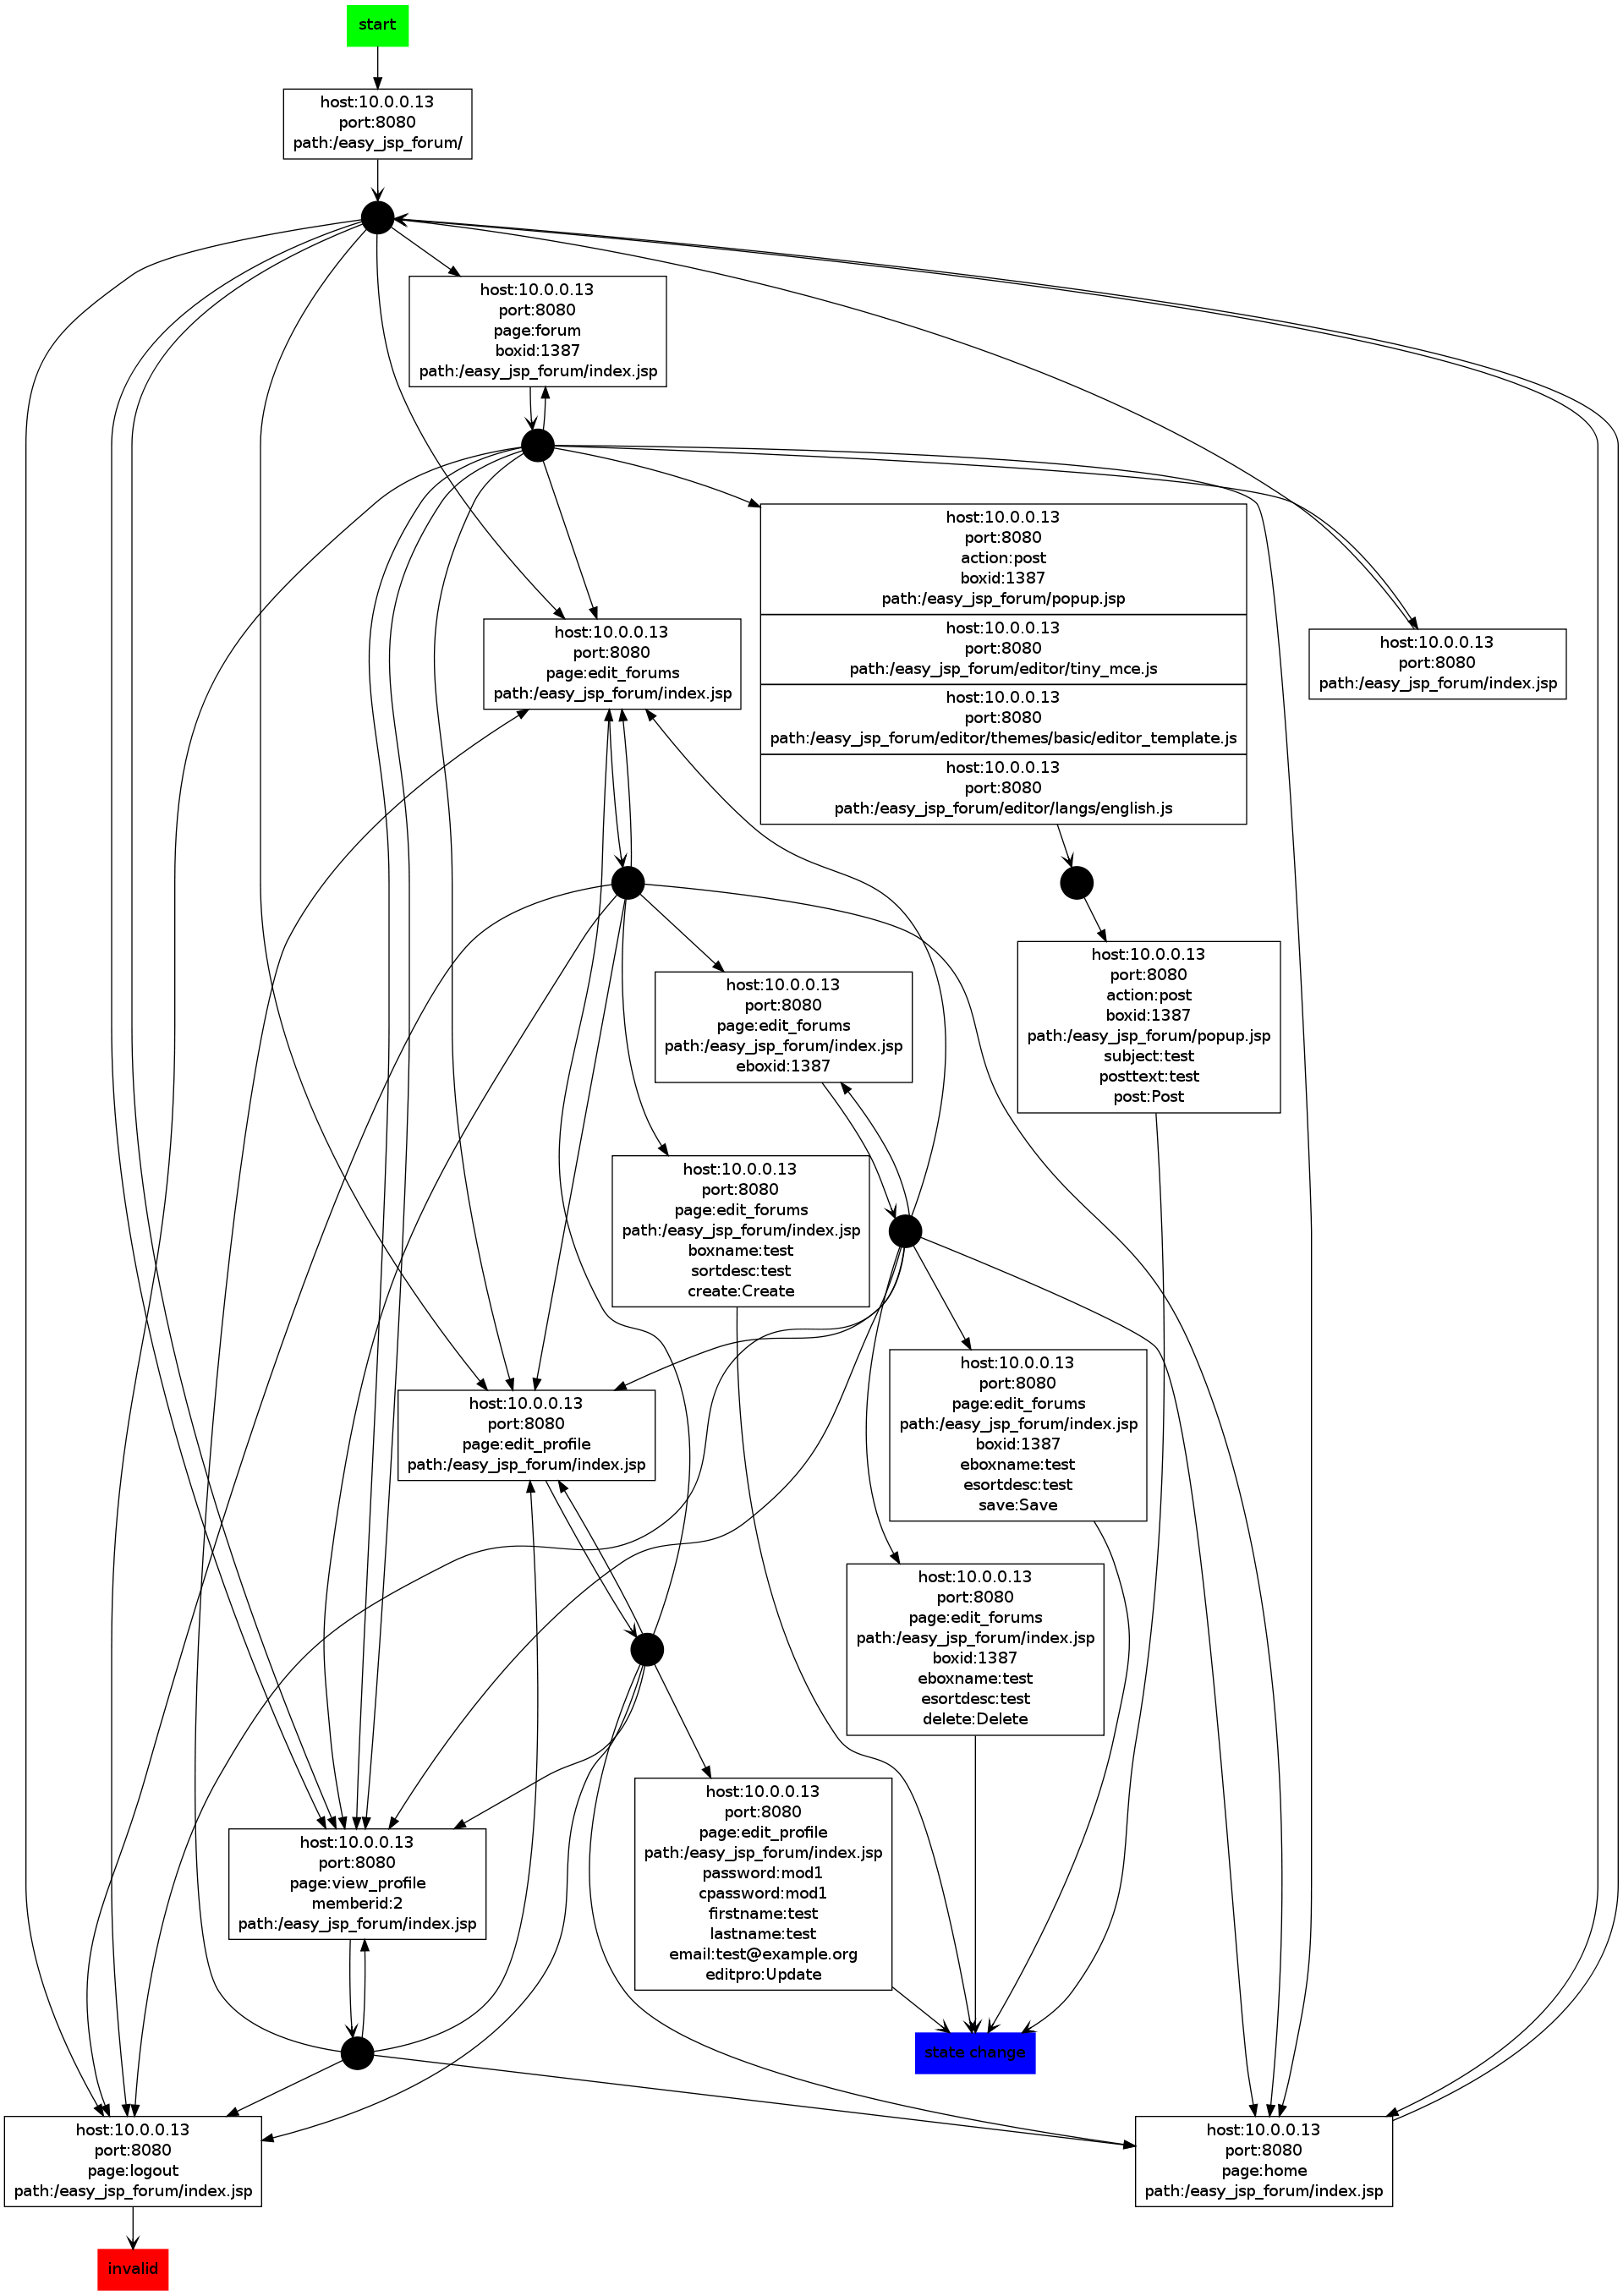 start
host:10.0.0.13
port:8080
path:/easy_jsp_forum/
host:10.0.0.13
port:8080
page:forum
boxid:1387
path:/easy_jsp_forum/index.jsp
host:10.0.0.13
port:8080
action:post
boxid:1387
path:/easy_jsp_forum/popup.jsp
host:10.0.0.13
port:8080
path:/easy_jsp_forum/editor/tiny_mce.js
host:10.0.0.13
port:8080
path:/easy_jsp_forum/editor/themes/basic/editor_template.js
host:10.0.0.13
port:8080
path:/easy_jsp_forum/editor/langs/english.js
host:10.0.0.13
port:8080
page:edit_forums
path:/easy_jsp_forum/index.jsp
host:10.0.0.13
port:8080
path:/easy_jsp_forum/index.jsp
host:10.0.0.13
port:8080
action:post
boxid:1387
path:/easy_jsp_forum/popup.jsp
subject:test
posttext:test
post:Post
host:10.0.0.13
port:8080
page:edit_forums
path:/easy_jsp_forum/index.jsp
eboxid:1387
host:10.0.0.13
port:8080
page:edit_forums
path:/easy_jsp_forum/index.jsp
boxname:test
sortdesc:test
create:Create
host:10.0.0.13
port:8080
page:edit_forums
path:/easy_jsp_forum/index.jsp
boxid:1387
eboxname:test
esortdesc:test
save:Save
host:10.0.0.13
port:8080
page:edit_profile
path:/easy_jsp_forum/index.jsp
host:10.0.0.13
port:8080
page:edit_forums
path:/easy_jsp_forum/index.jsp
boxid:1387
eboxname:test
esortdesc:test
delete:Delete
host:10.0.0.13
port:8080
page:edit_profile
path:/easy_jsp_forum/index.jsp
password:mod1
cpassword:mod1
firstname:test
lastname:test
email:test@example.org
editpro:Update
host:10.0.0.13
port:8080
page:view_profile
memberid:2
path:/easy_jsp_forum/index.jsp
state change
host:10.0.0.13
port:8080
page:logout
path:/easy_jsp_forum/index.jsp
host:10.0.0.13
port:8080
page:home
path:/easy_jsp_forum/index.jsp
invalid